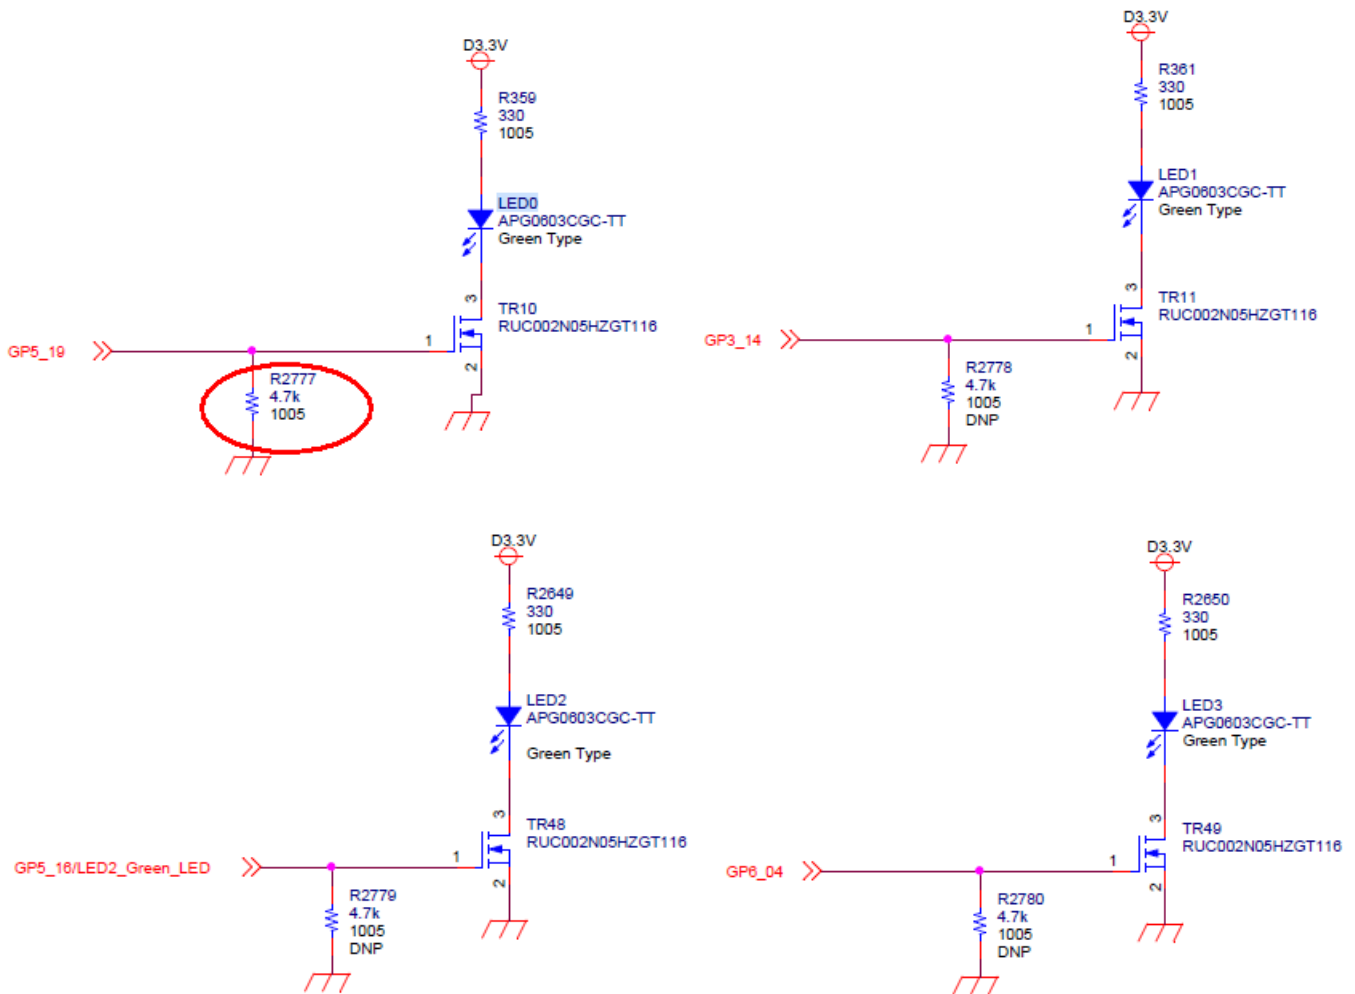 D3.3V
R359
330
1005
LED0
APG0603CGC-TT
Green Type
3
TR10
RUC002N05HZGT116
1
2
GP5_19
R2777
4.7k
1005
D3.3V
R361
330
1005
LED1
APG0603CGC-TT
Green Type
3
TR11
RUC002N05HZGT116
1
2
GP3_14
R2778
4.7k
1005
DNP
D3.3V
R2649
330
1005
LED2
APG0603CGC-TT
Green Type
3
TR48
RUC002N05HZGT116
1
2
GP5_16/LED2_Green_LED
R2779
4.7k
1005
DNP
D3.3V
R2650
330
1005
LED3
APG0603CGC-TT
Green Type
3
TR49
RUC002N05HZGT116
1
2
GP6_04
R2780
4.7k
1005
DNP